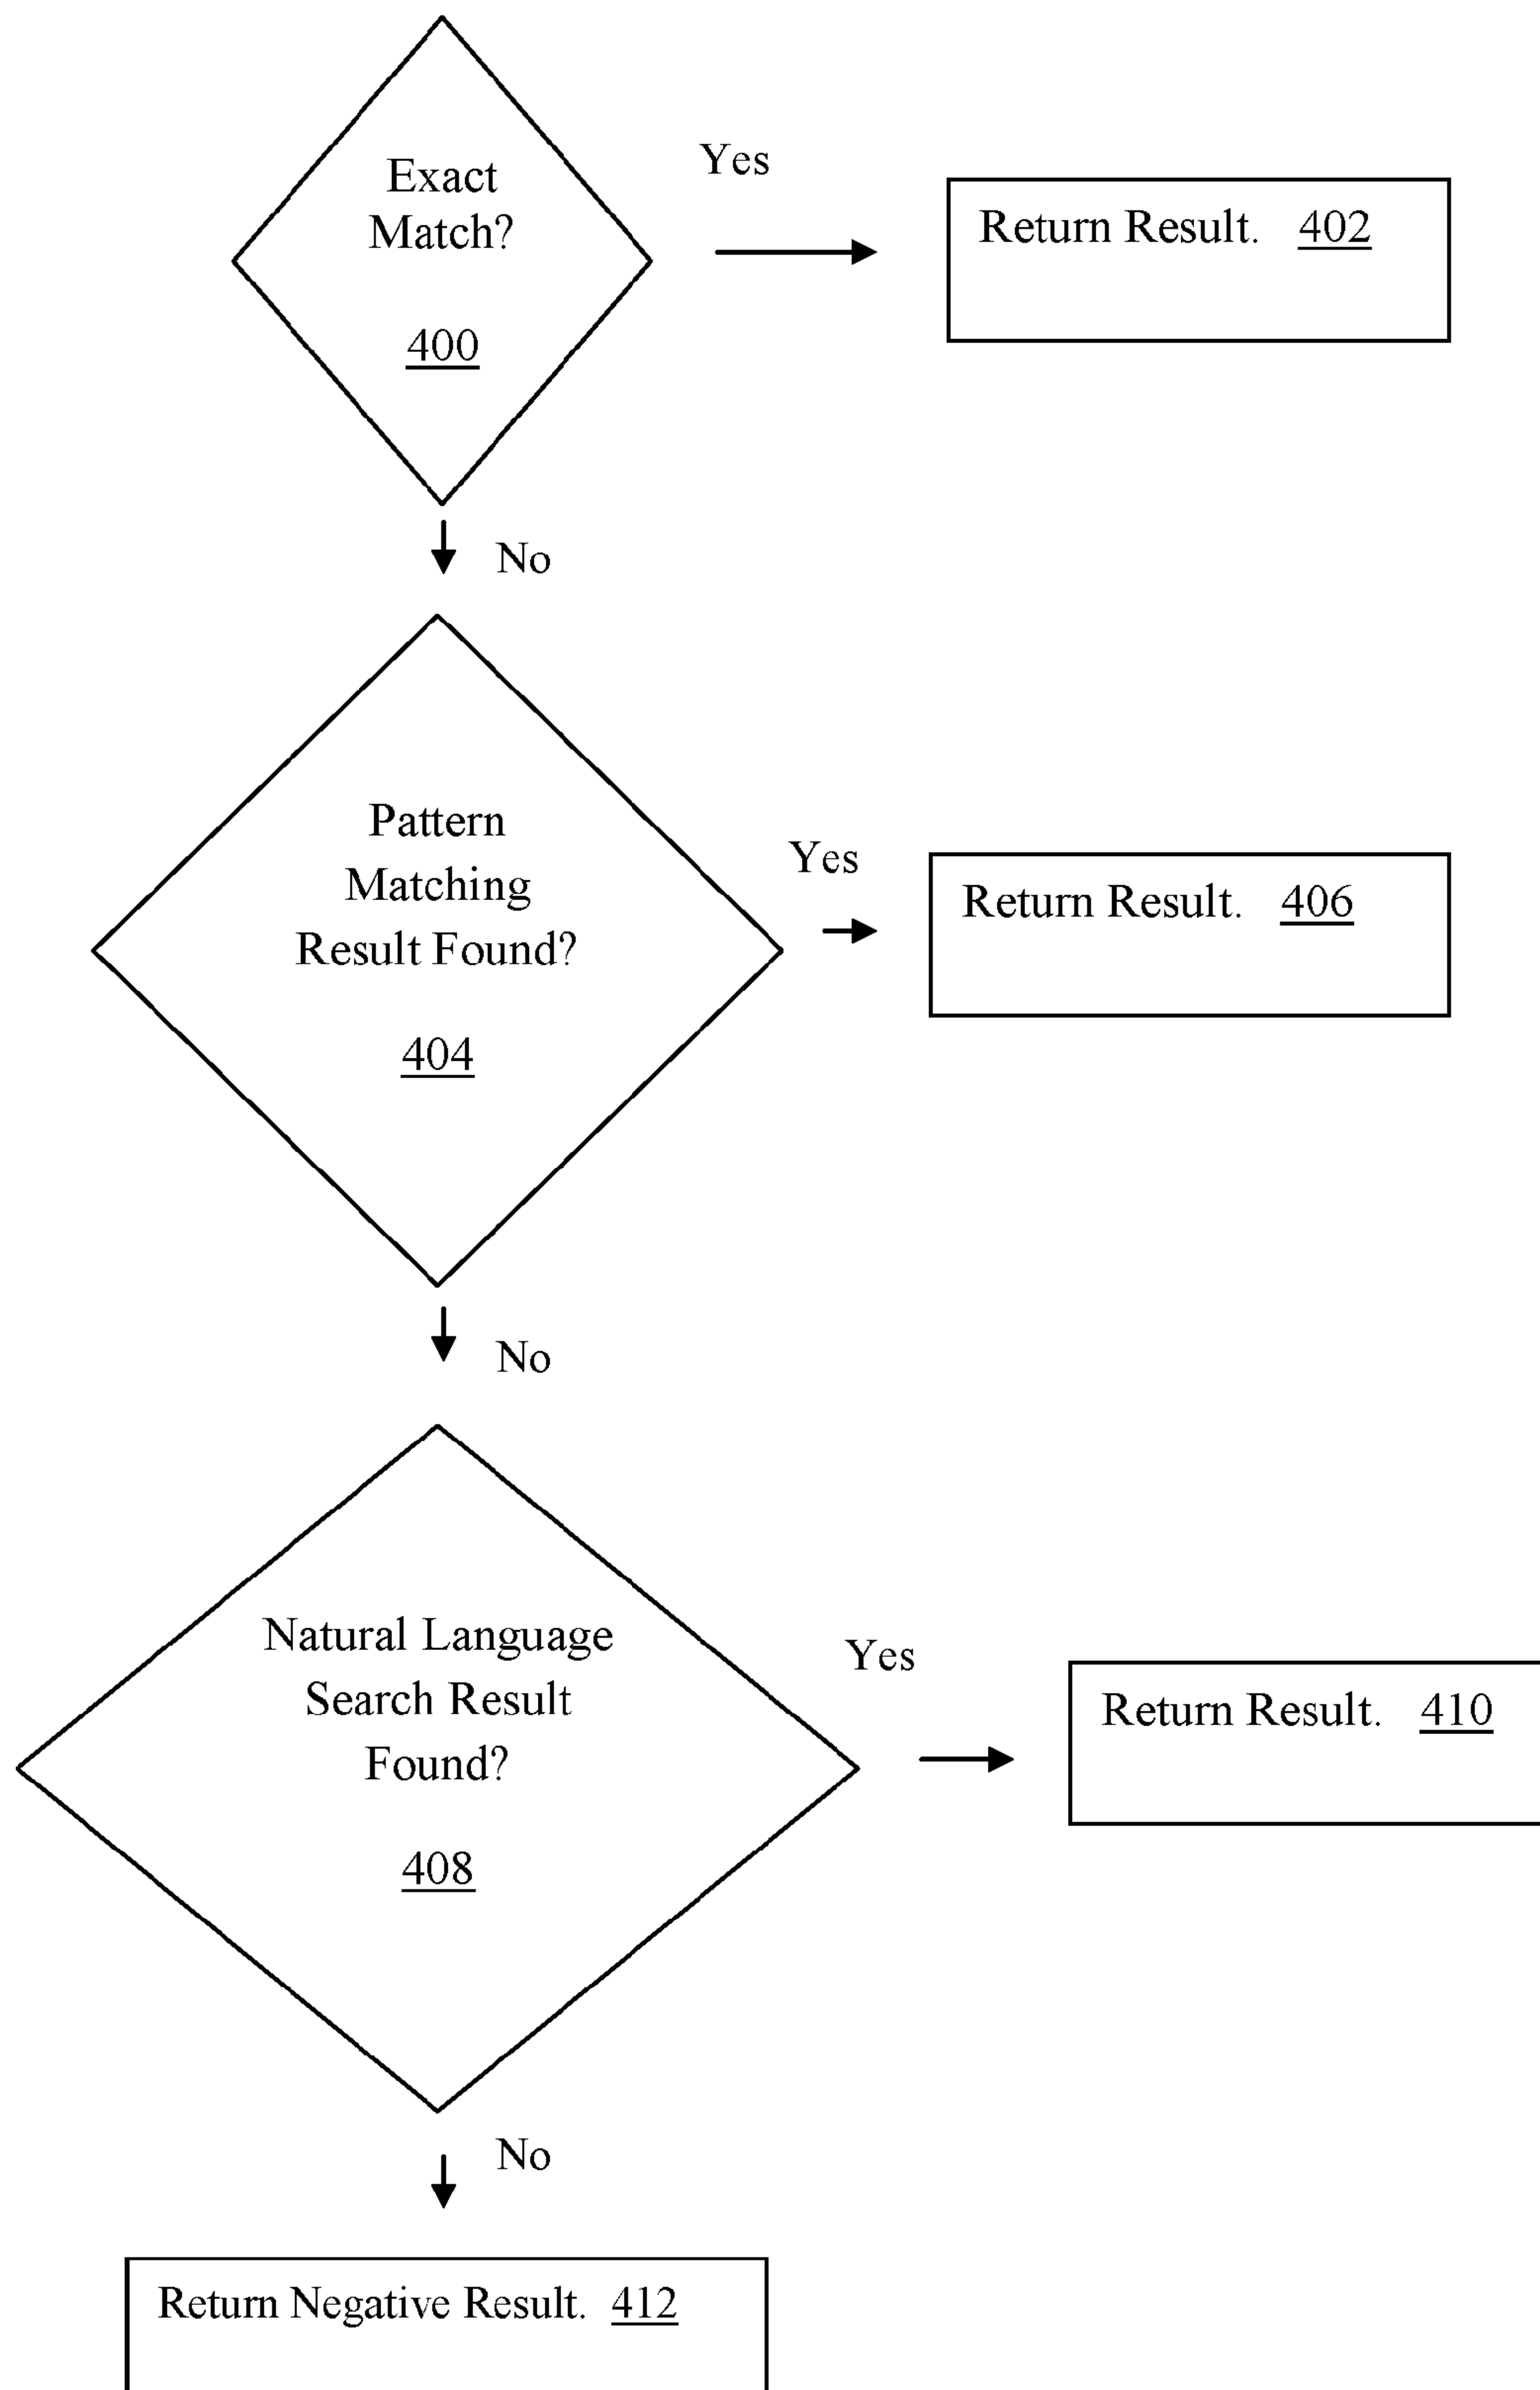 Exact
Match?
400
Yes
Return Result. 402
No
Pattern
Matching
Result Found?
404
Yes
Return Result. 406
No
Natural Language
Search Result
Found?
408
Yes
Return Result. 410
No
Return Negative Result. 412